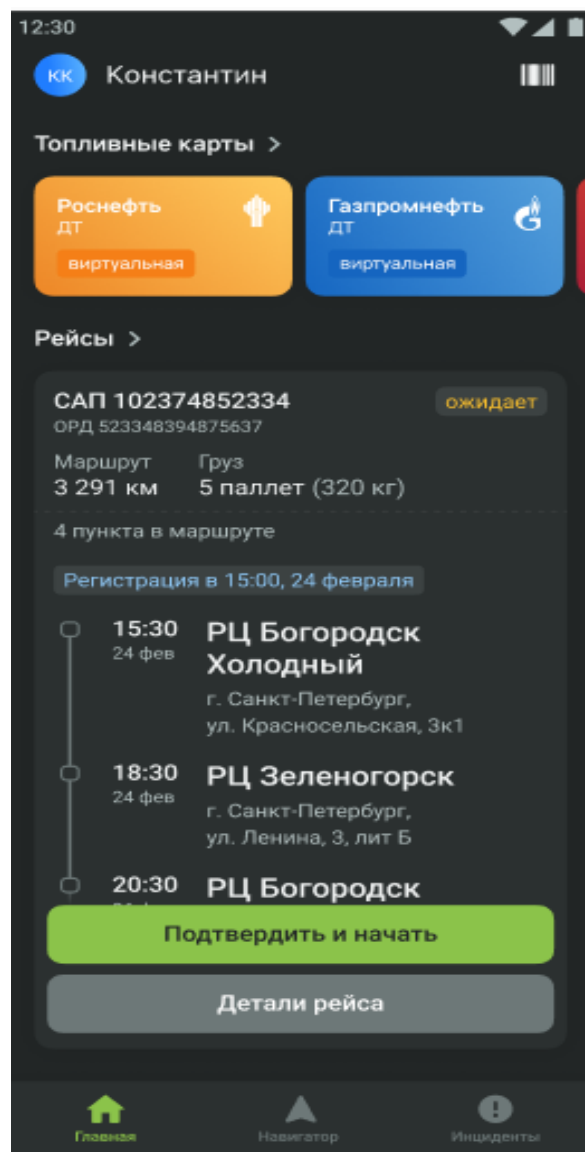 12:30
КК Константин
Топливные карты >
Роснефть
ДТ
виртуальная
Газпромнефть
ДТ
виртуальная
Рейсы >
САП 102374852334
ожидает
ОРД 523348394875637
Маршрут Груз
3 291 км 5 паллет (320 кг)
4 пункта в маршруте
Регистрация в 15:00, 24 февраля
15:30 РЦ Богородск
24 фев Холодный
г. Санкт-Петербург,
ул. Красносельская, 3к1
18:30 РЦ Зеленогорск
24 фев г. Санкт-Петербург,
ул. Ленина, 3, лит Б
20:30 РЦ Богородск
Подтвердить и начать
Детали рейса
Главная Навигатор Инциденты